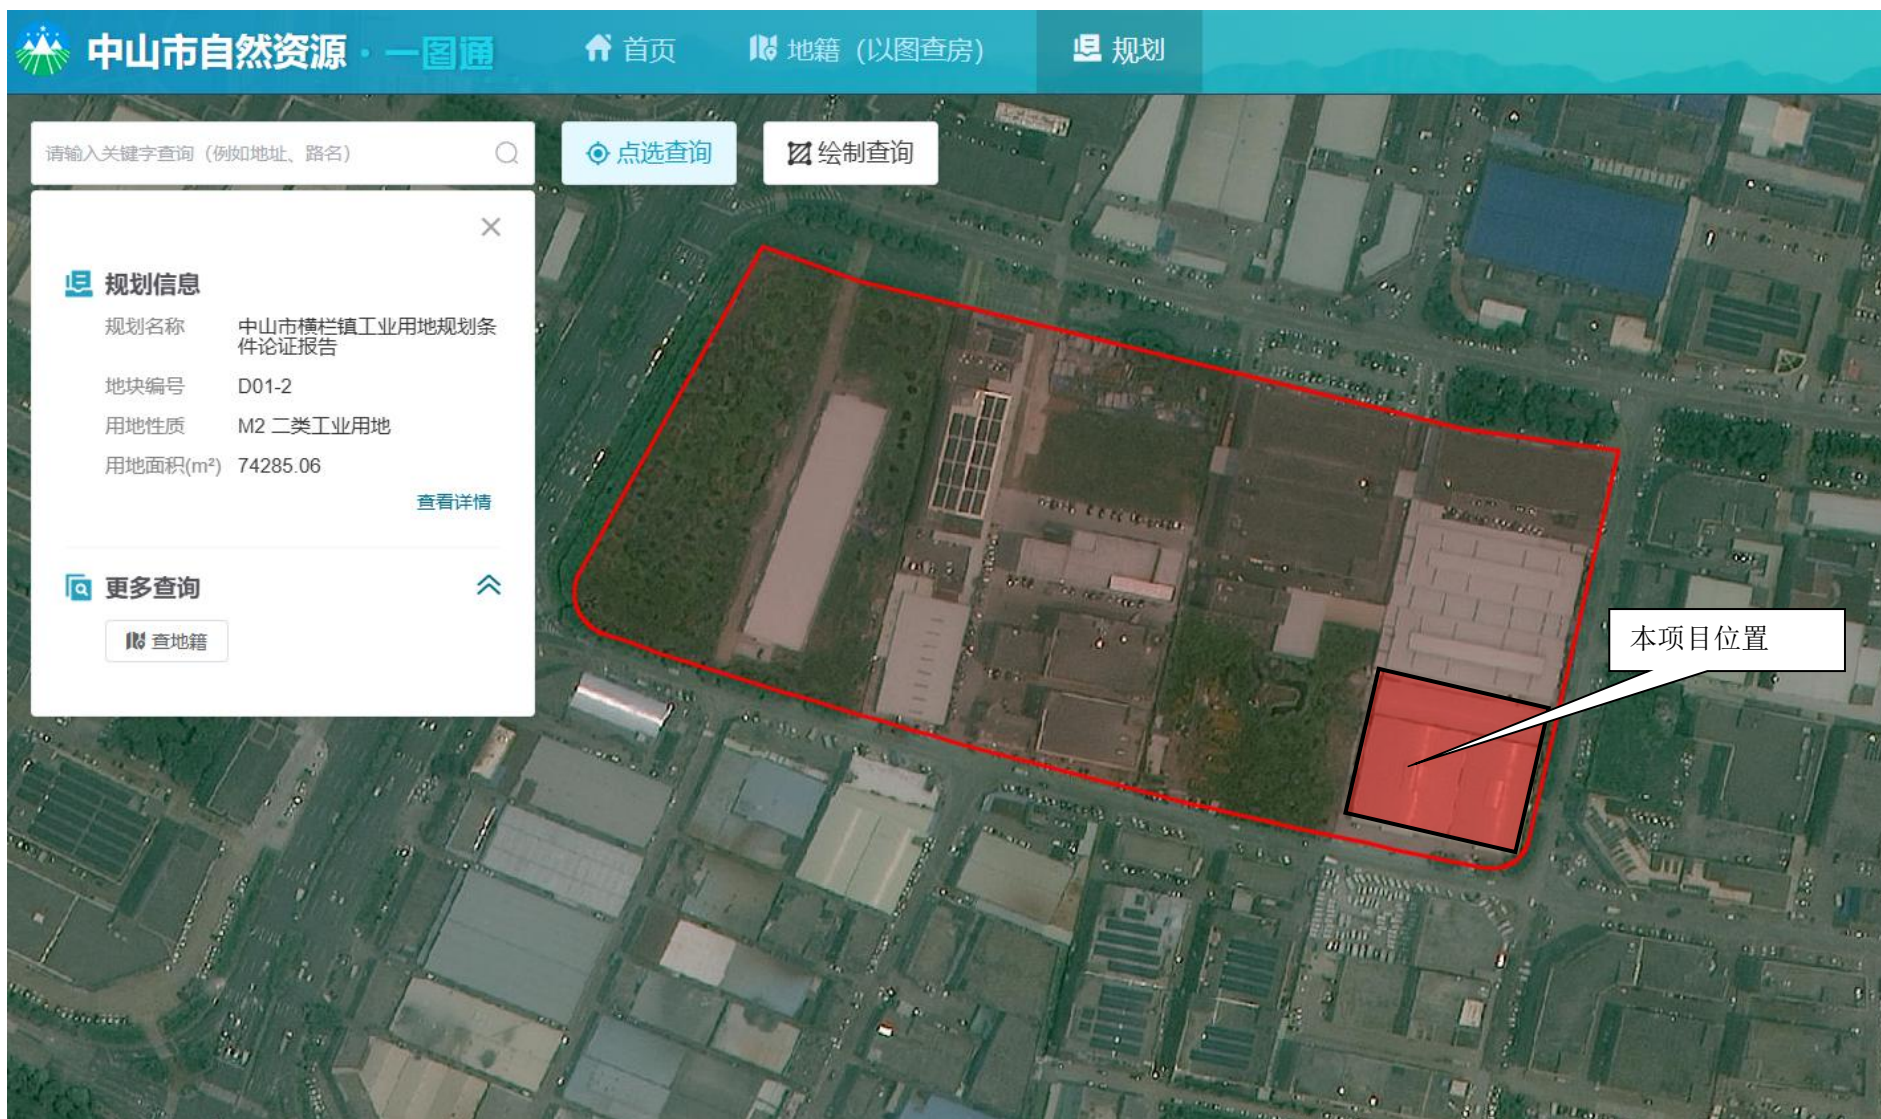 中山市自然资源·一图通
首页
地籍（以图查房）
规划
请输入关键字查询（例如地址、路名）
点选查询
绘制查询
规划信息
规划名称 中山市横栏镇工业用地规划条
件论证报告
地块编号 D01-2
用地性质 M2 二类工业用地
用地面积(m²) 74285.06
查看详情
更多查询
查地籍
本项目位置